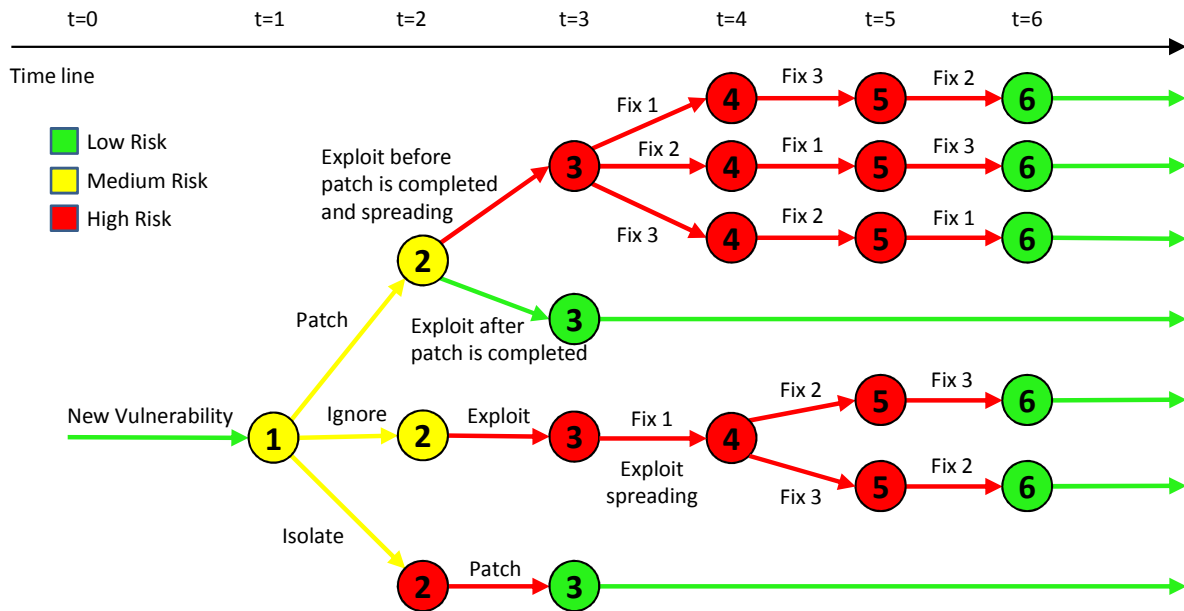 t=0 t=1 t=2 t=3 t=4 t=5 t=6
Time line
Low Risk
Medium Risk
High Risk
Exploit before
patch is completed
and spreading
Fix 1
4
Fix 3
5
Fix 2
6
3
Fix 2
4
Fix 1
5
Fix 3
6
Fix 3
4
Fix 2
5
Fix 1
6
2
Patch
Exploit after
patch is completed
3
New Vulnerability
1
Ignore
2
Exploit
3
Fix 1
Exploit
spreading
4
Fix 2
5
Fix 3
6
Fix 3
5
Fix 2
6
Isolate
2
Patch
3